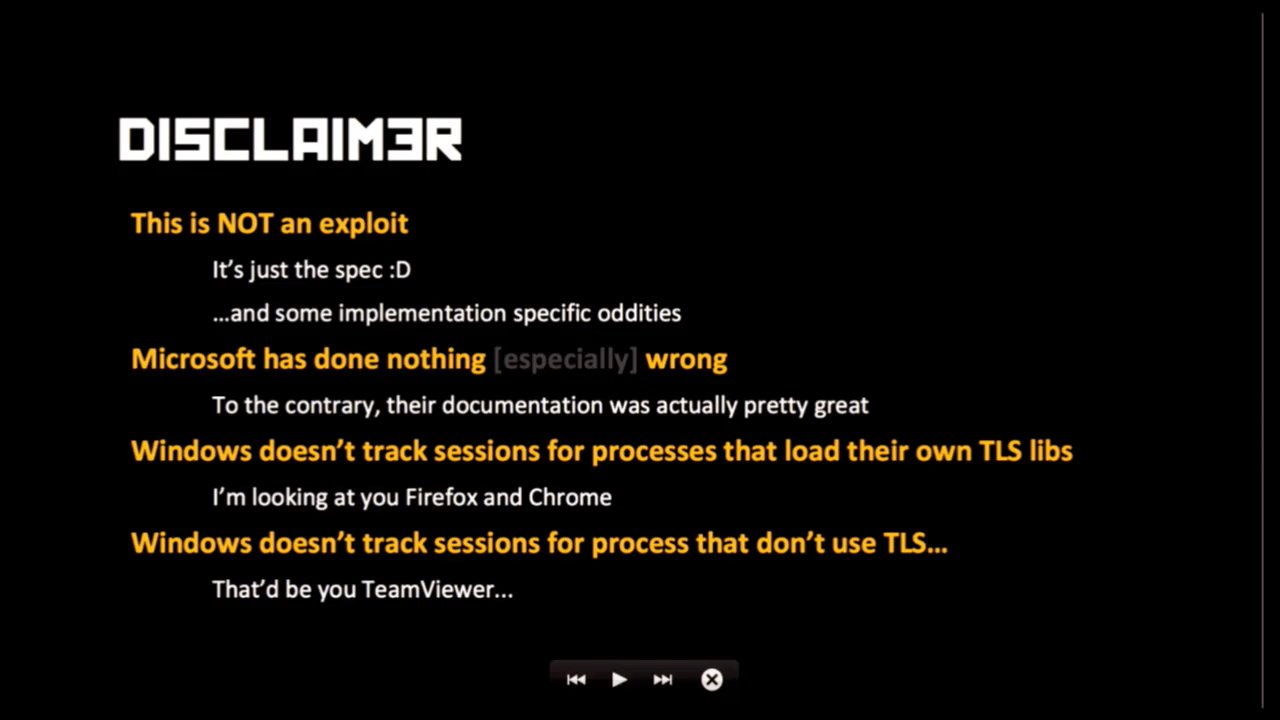 DISCLAIM3R
This is NOT an exploit
It's just the spec :D
...and some implementation specific oddities
Microsoft has done nothing [especially] wrong
To the contrary, their documentation was actually pretty great
Windows doesn't track sessions for processes that load their own TLS libs
I'm looking at you Firefox and Chrome
Windows doesn't track sessions for process that don't use TLS...
That'd be you TeamViewer...